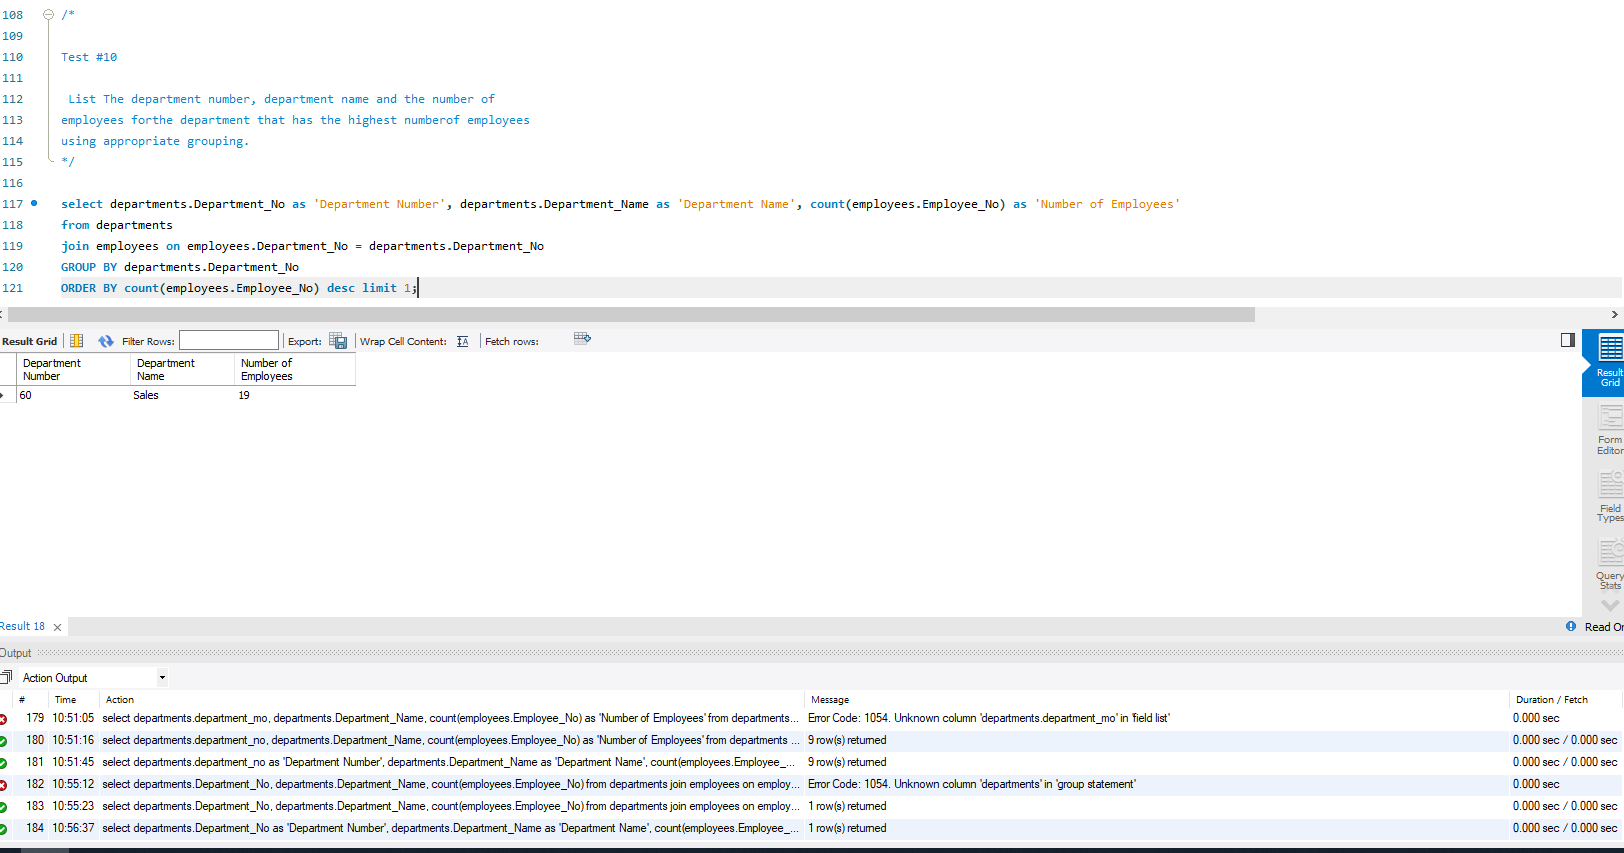 108 /*
109
110 Test #10
111
112 List The department number, department name and the number of
113 employees forthe department that has the highest numberof employees
114 using appropriate grouping.
115 */
116
117 select departments.Department_No as 'Department Number', departments.Department_Name as 'Department Name', count(employees.Employee_No) as 'Number of Employees'
118 from departments
119 join employees on employees.Department_No = departments.Department_No
120 GROUP BY departments.Department_No
121 ORDER BY count(employees.Employee_No) desc limit 1;
Result Grid Filter Rows: Export: Wrap Cell Content: IA Fetch rows:
Department Number Department Name Number of Employees
60 Sales 19
Result Grid
Form Editor
Field Types
Query Stats
Result 18 x
Read On
Output
Action Output
# Time Action Message Duration / Fetch
179 10:51:05 select departments.department_mo, departments.Department_Name, count(employees.Employee_No) as 'Number of Employees' from departments... Error Code: 1054. Unknown column 'departments.department_mo' in 'field list' 0.000 sec
180 10:51:16 select departments.department_no, departments.Department_Name, count(employees.Employee_No) as 'Number of Employees' from departments ... 9 row(s) returned 0.000 sec / 0.000 sec
181 10:51:45 select departments.department_no as 'Department Number', departments.Department_Name as 'Department Name', count(employees.Employee_... 9 row(s) returned 0.000 sec / 0.000 sec
182 10:55:12 select departments.Department_No, departments.Department_Name, count(employees.Employee_No) from departments join employees on employ... Error Code: 1054. Unknown column 'departments' in 'group statement' 0.000 sec
183 10:55:23 select departments.Department_No, departments.Department_Name, count(employees.Employee_No) from departments join employees on employ... 1 row(s) returned 0.000 sec / 0.000 sec
184 10:56:37 select departments.Department_No as 'Department Number', departments.Department_Name as 'Department Name', count(employees.Employee_... 1 row(s) returned 0.000 sec / 0.000 sec